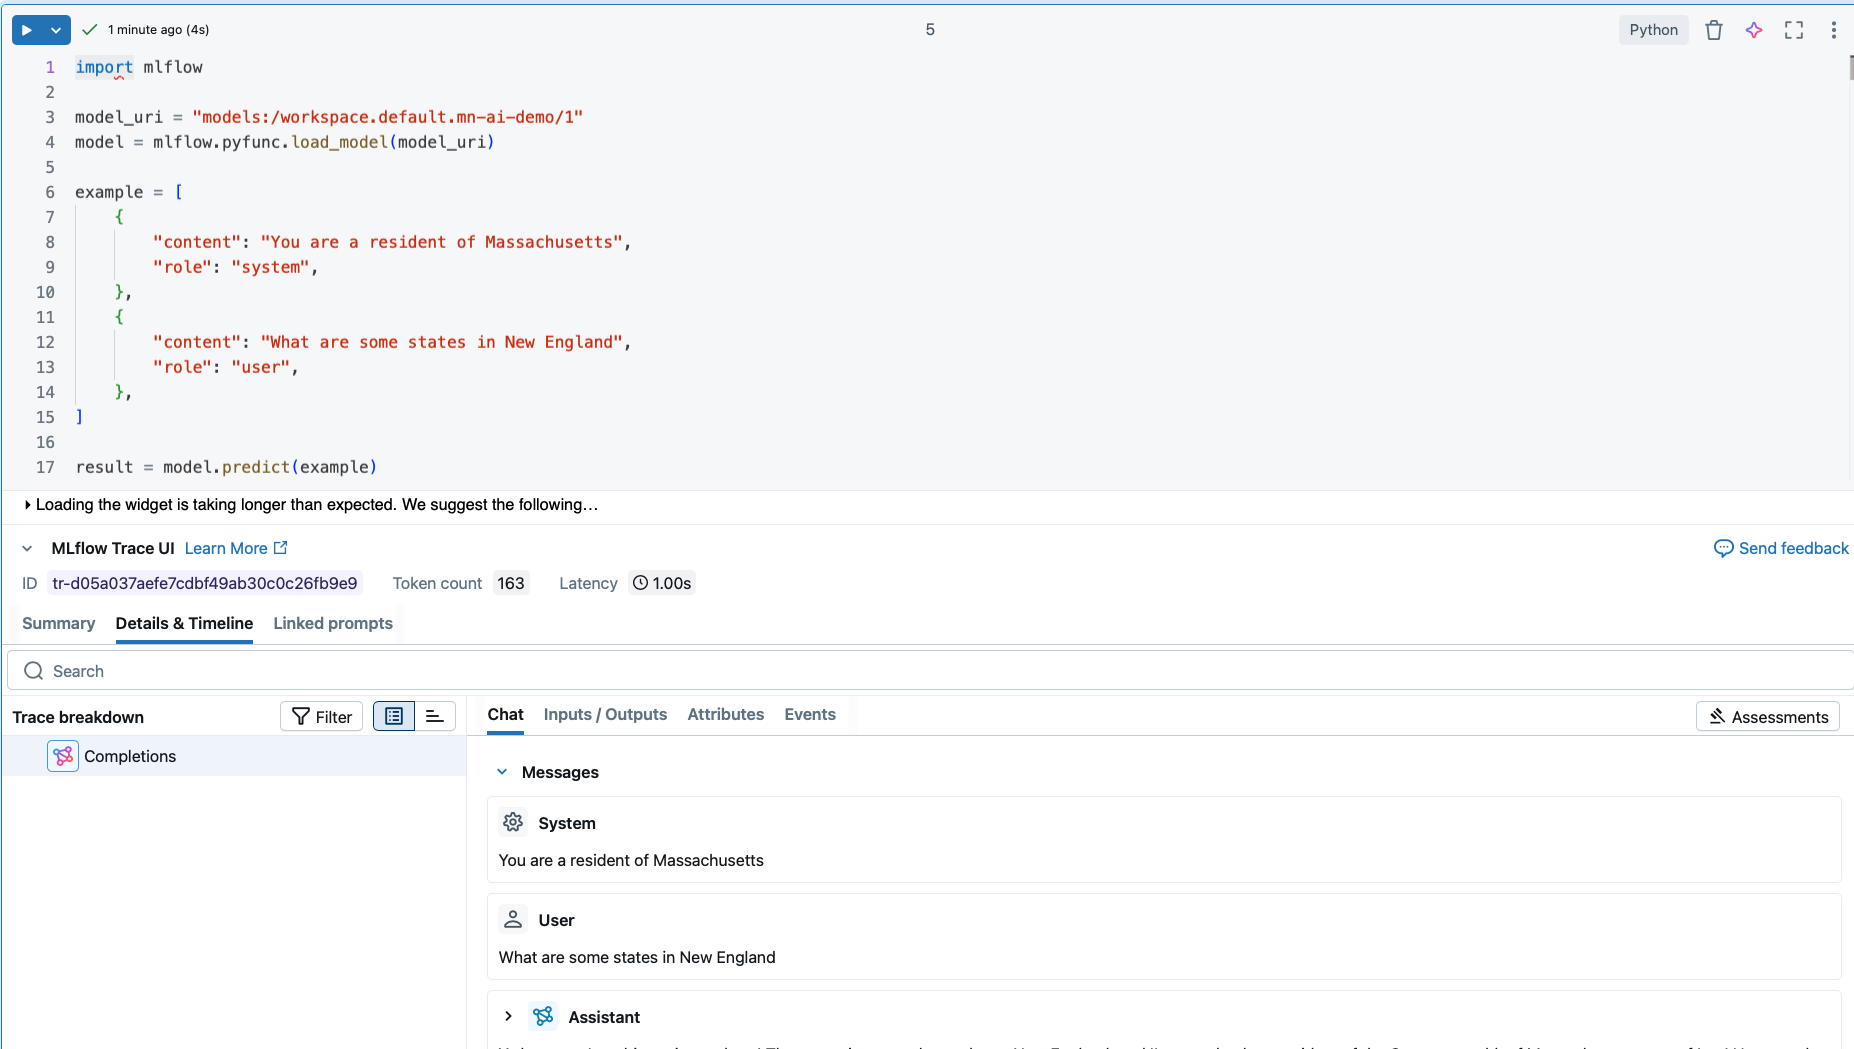 1 minute ago (4s)
5
Python
1 import mlflow
2
3 model_uri = "models:/workspace.default.mn-ai-demo/1"
4 model = mlflow.pyfunc.load_model(model_uri)
5
6 example = [
7 {
8 "content": "You are a resident of Massachusetts",
9 "role": "system",
10 },
11 {
12 "content": "What are some states in New England",
13 "role": "user",
14 },
15 ]
16
17 result = model.predict(example)
Loading the widget is taking longer than expected. We suggest the following…
MLflow Trace UI Learn More
Send feedback
ID tr-d05a037aefe7cdbf49ab30c0c26fb9e9 Token count 163 Latency 1.00s
Summary Details & Timeline Linked prompts
Search
Trace breakdown Filter
Chat Inputs / Outputs Attributes Events
Assessments
Completions
Messages
System
You are a resident of Massachusetts
User
What are some states in New England
Assistant